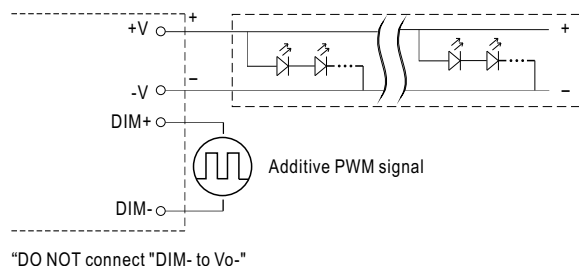 +V
+
-V
–
DIM+
DIM-
+
–
Additive PWM signal
“DO NOT connect "DIM- to Vo-"